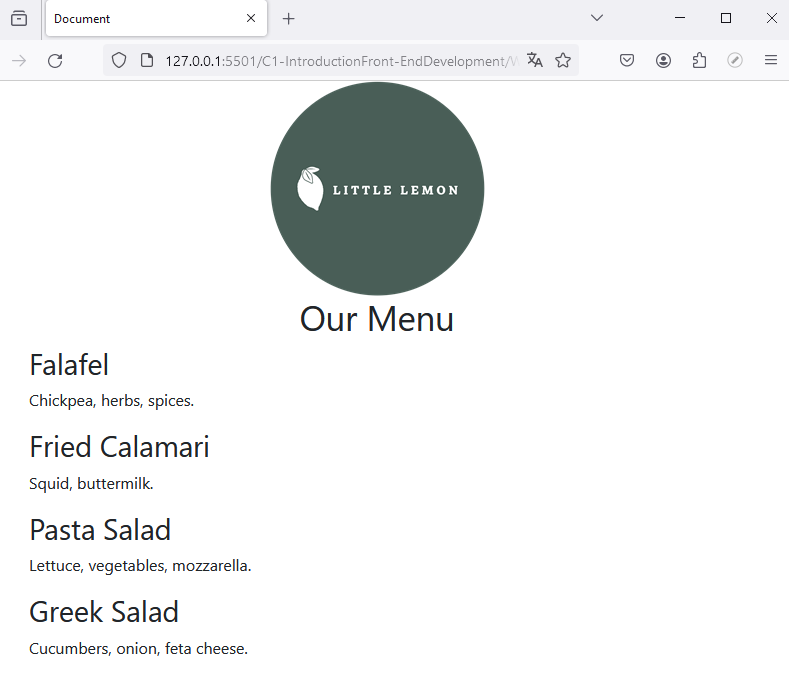 Document
127.0.0.1:5501/C1-IntroductionFront-EndDevelopment/
LITTLE LEMON
Our Menu
Falafel
Chickpea, herbs, spices.
Fried Calamari
Squid, buttermilk.
Pasta Salad
Lettuce, vegetables, mozzarella.
Greek Salad
Cucumbers, onion, feta cheese.